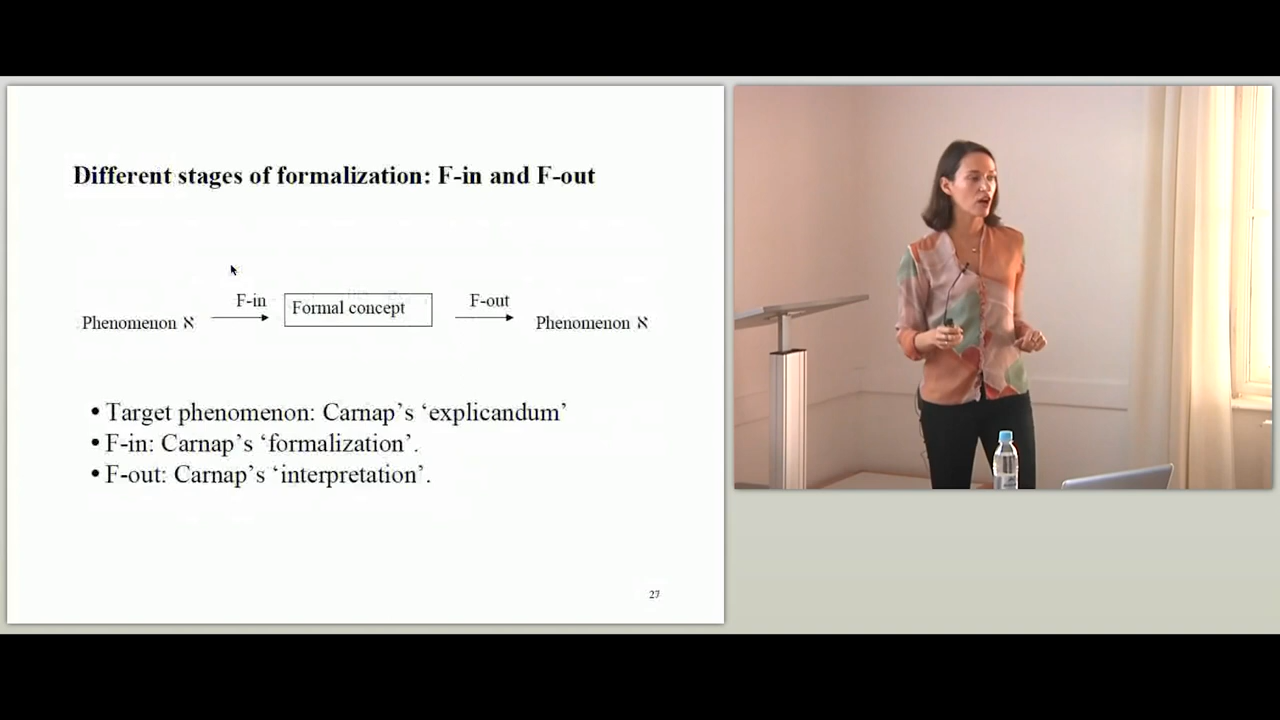 Different stages of formalization: F-in and F-out
F-in
F-out
Phenomenon ℵ
Formal concept
Phenomenon ℵ
• Target phenomenon: Carnap’s ‘explicandum’
• F-in: Carnap’s ‘formalization’.
• F-out: Carnap’s ‘interpretation’.
27